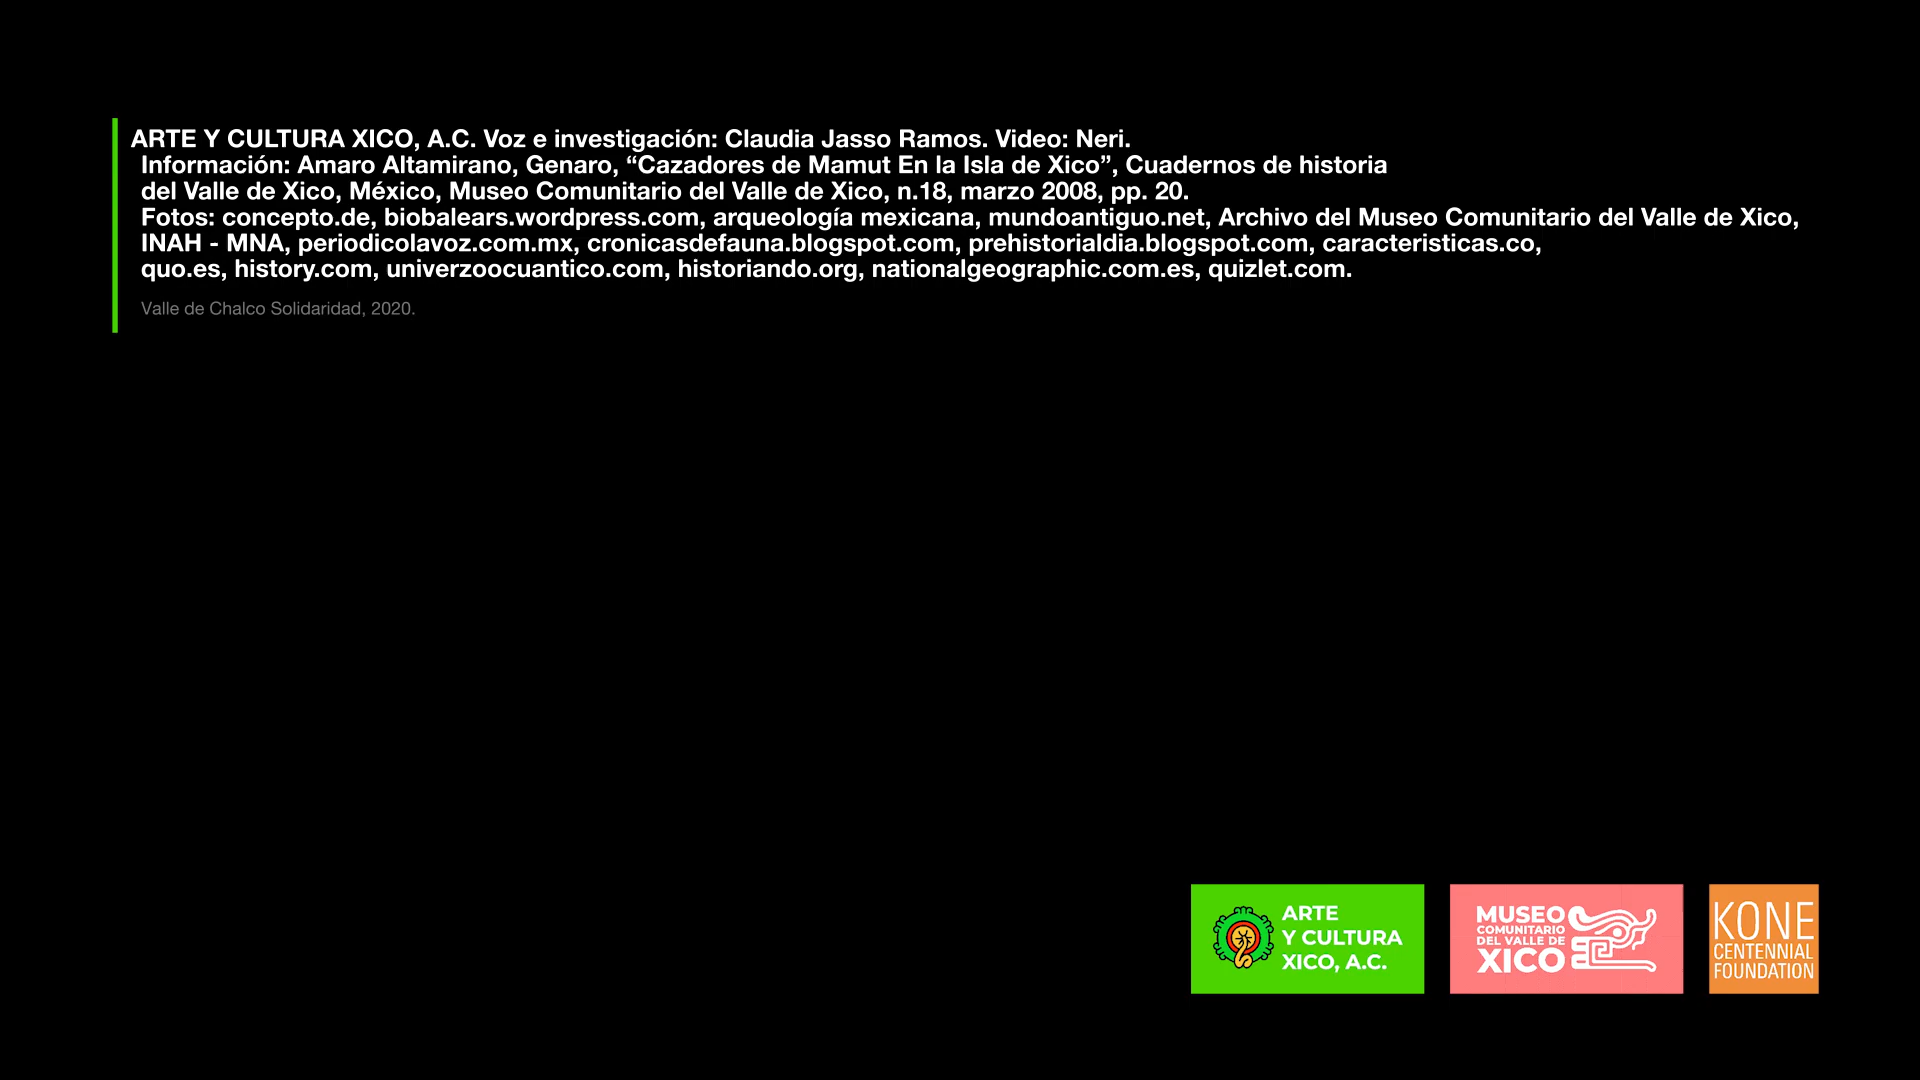 ARTE Y CULTURA XICO, A.C. Voz e investigación: Claudia Jasso Ramos. Video: Neri.
Información: Amaro Altamirano, Genaro, “Cazadores de Mamut En la Isla de Xico”, Cuadernos de historia
del Valle de Xico, México, Museo Comunitario del Valle de Xico, n.18, marzo 2008, pp. 20.
Fotos: concepto.de, biobalears.wordpress.com, arqueología mexicana, mundoantiguo.net, Archivo del Museo Comunitario del Valle de Xico,
INAH - MNA, periodicolavoz.com.mx, cronicasdefauna.blogspot.com, prehistorialdia.blogspot.com, caracteristicas.co,
quo.es, history.com, univerzoocuantico.com, historiando.org, nationalgeographic.com.es, quizlet.com.
Valle de Chalco Solidaridad, 2020.
ARTE
Y CULTURA
XICO, A.C.
MUSEO
COMUNITARIO
DEL VALLE DE
XICO
KONE
CENTENNIAL
FOUNDATION